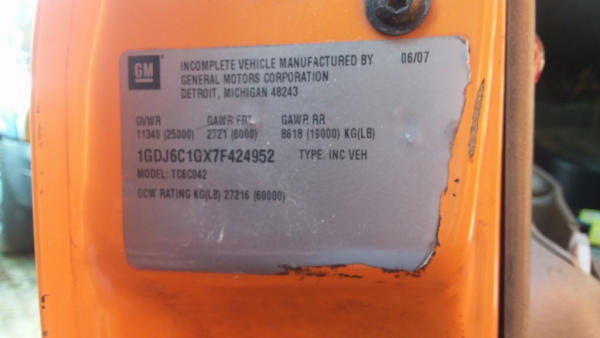 GM
INCOMPLETE VEHICLE MANUFACTURED BY 06/07
GENERAL MOTORS CORPORATION
DETROIT, MICHIGAN 48243
GVWR GAWR FRT GAWR RR
11340 (25000) 2721 (6000) 8618 (19000) KG(LB)
1GDJ6C1GX7F424952 TYPE: INC VEH
MODEL: TC6C042
GCW RATING KG(LB) 27216 (60000)